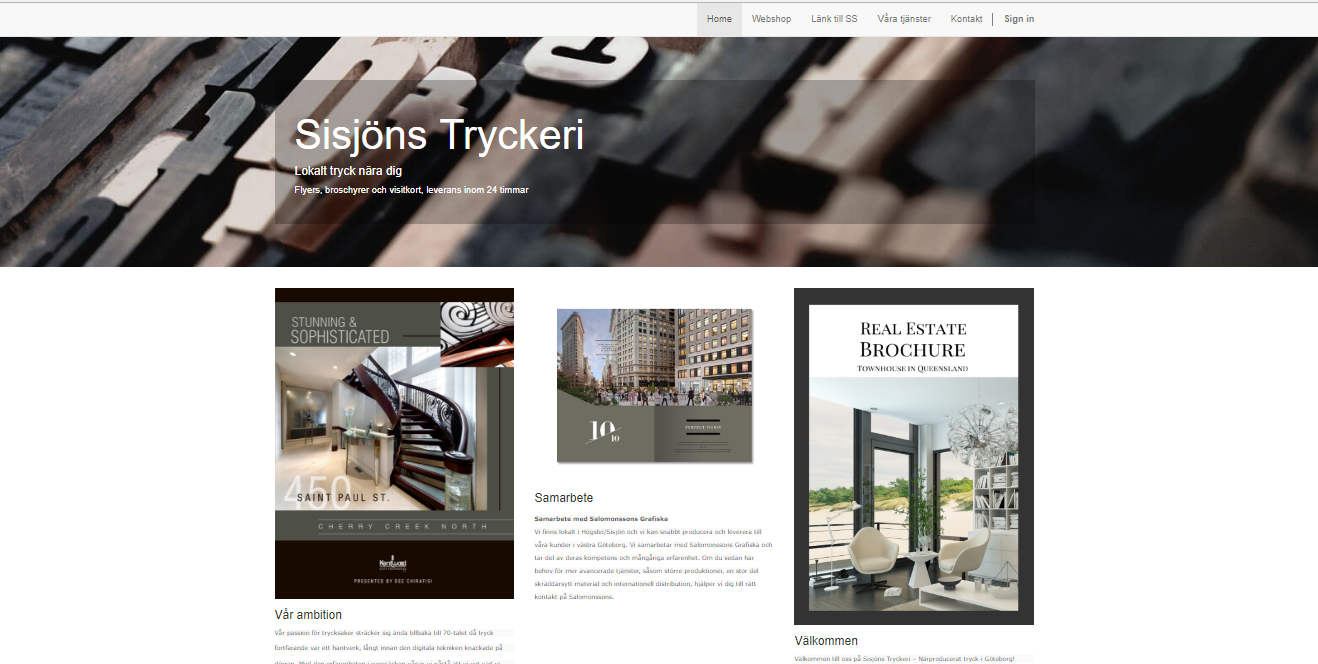 Home Webshop Länk till SS Våra tjänster Kontakt Sign in
Sisjöns Tryckeri
Lokalt tryck nära dig
Flyers, broschyrer och visitkort, leverans inom 24 timmar
STUNNING &
SOPHISTICATED
450
SAINT PAUL ST.
CHERRY CREEK NORTH
PRESENTED BY DEE CHIRAFISI
Vår ambition
Vår passion för trycksaker sträcker sig ända tillbaka till 70-talet då tryck
fortfarande var ett hantverk, långt innan den digitala tekniken knackade på
10
10
PERFECT VISION
Samarbete
Samarbete med Salomonssons Grafiska
Vi finns lokalt i Högsbo/Sisjön och vi kan snabbt producera och leverera till
våra kunder i västra Göteborg. Vi samarbetar med Salomonssons Grafiska och
tar del av deras kompetens och mångåriga erfarenhet. Om du sedan har
behov för mer avancerade tjänster, såsom större produktioner, en stor del
skräddarsytt material och internationell distribution, hjälper vi dig till rätt
kontakt på Salomonssons.
REAL ESTATE
BROCHURE
TOWNHOUSE IN QUEENSLAND
Välkommen
Välkommen till oss på Sisjöns Tryckeri – Närproducerat tryck i Göteborg!